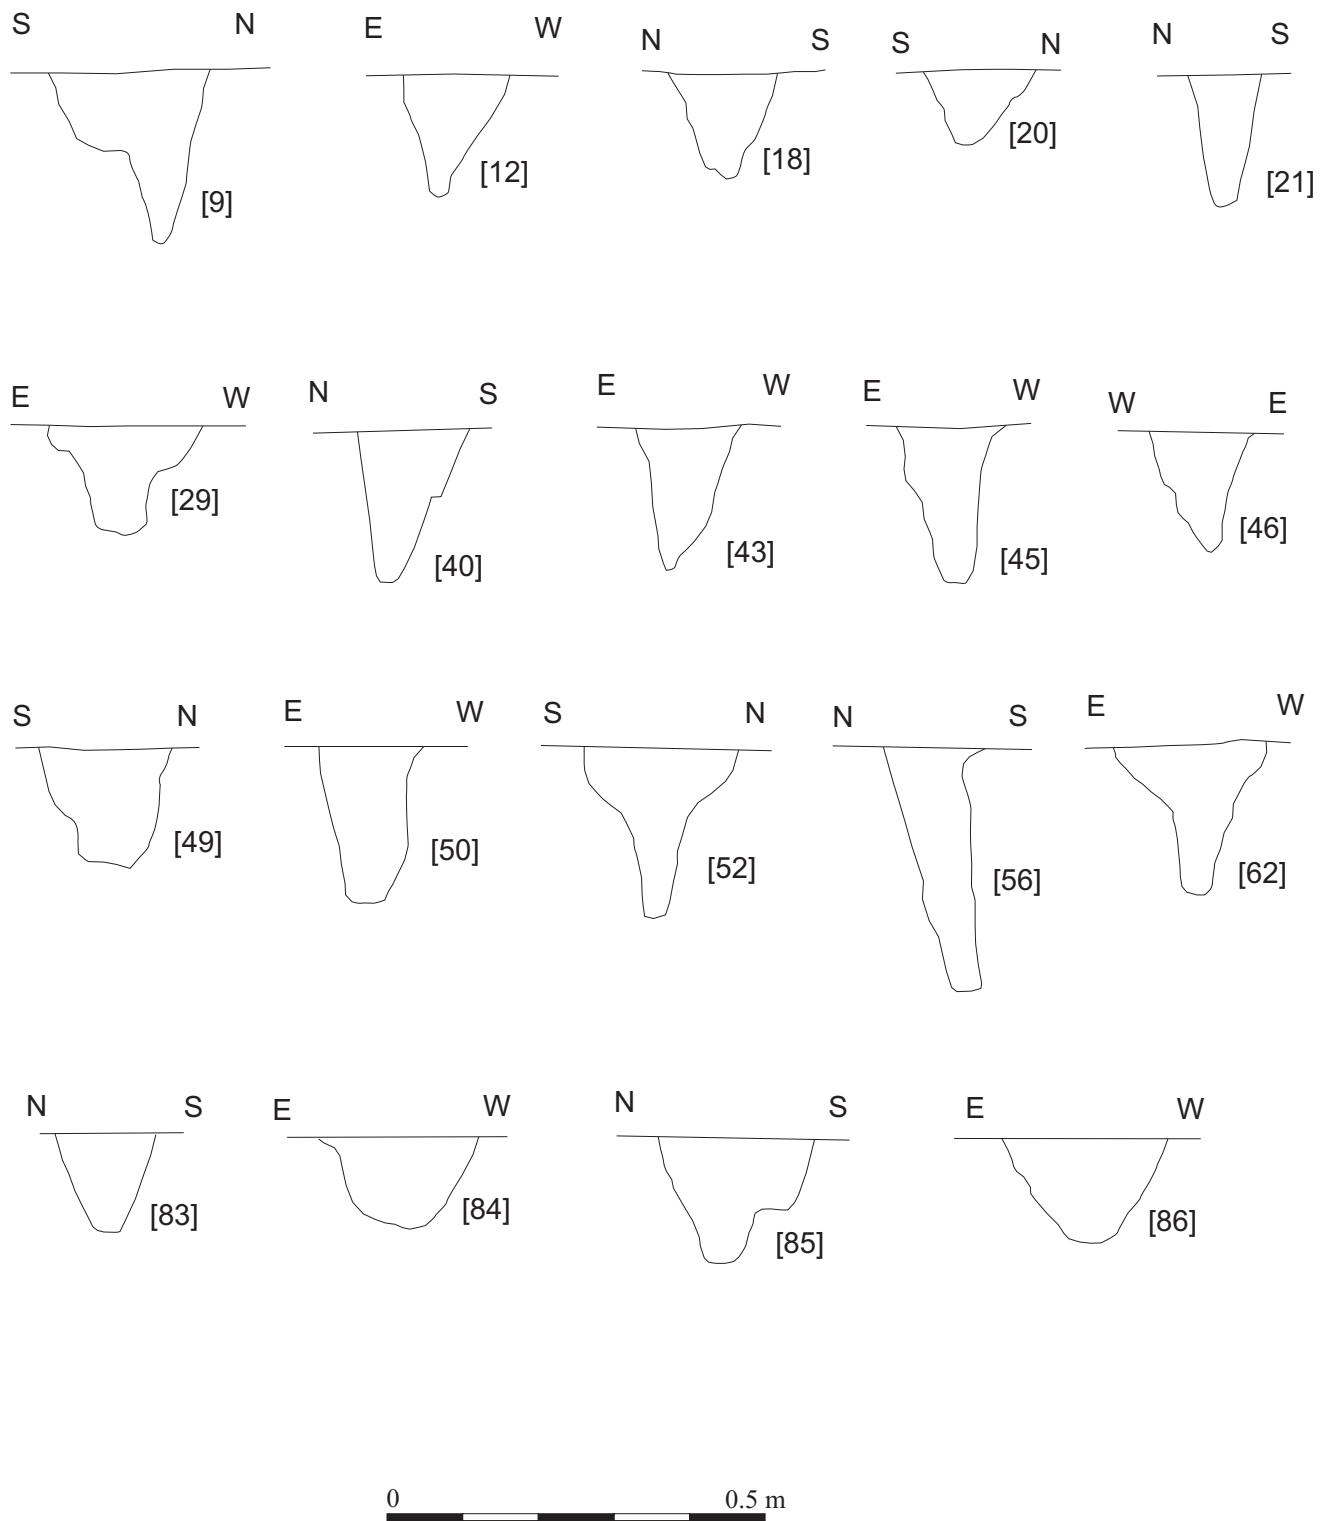 S N E W N S S N N S
[9] [12] [18] [20] [21]
E W N S E W E W W E
[29] [40] [43] [45] [46]
S N E W S N N S E W
[49] [50] [52] [56] [62]
N S E W N S E W
[83] [84] [85] [86]
0 0.5 m